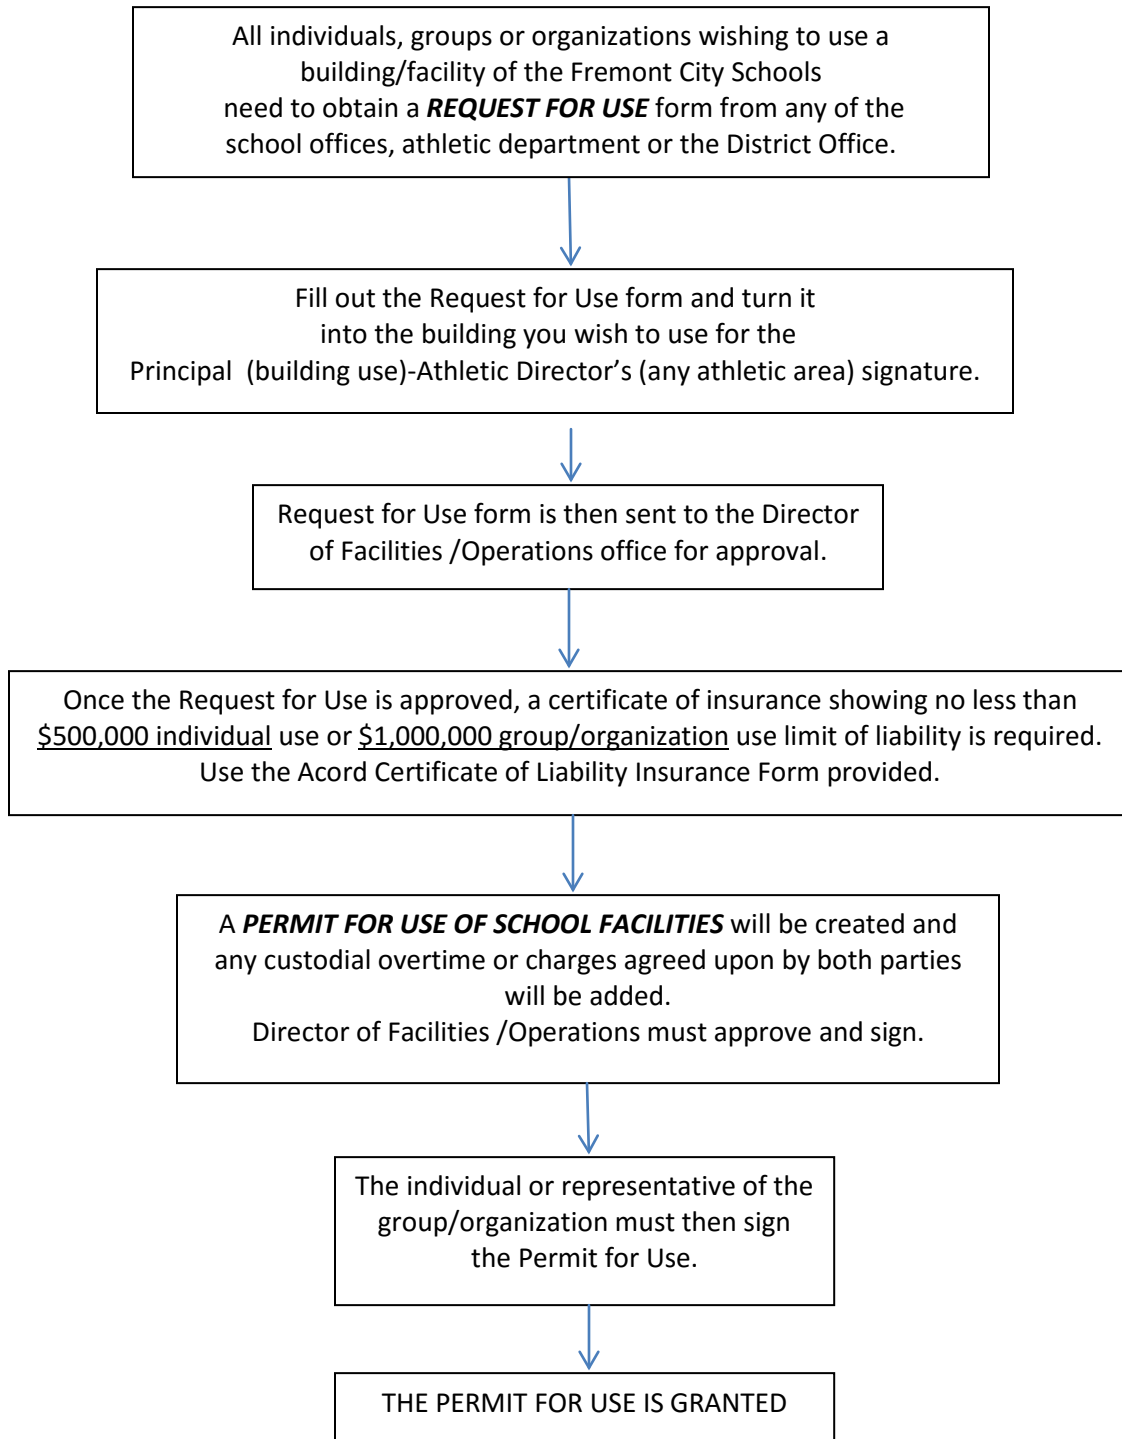 All individuals, groups or organizations wishing to use a
building/facility of the Fremont City Schools
need to obtain a REQUEST FOR USE form from any of the
school offices, athletic department or the District Office.
Fill out the Request for Use form and turn it
into the building you wish to use for the
Principal  (building use)-Athletic Director’s (any athletic area) signature.
Request for Use form is then sent to the Director
of Facilities /Operations office for approval.
Once the Request for Use is approved, a certificate of insurance showing no less than
$500,000 individual use or $1,000,000 group/organization use limit of liability is required.
Use the Acord Certificate of Liability Insurance Form provided.
A PERMIT FOR USE OF SCHOOL FACILITIES will be created and
any custodial overtime or charges agreed upon by both parties
will be added.
Director of Facilities /Operations must approve and sign.
The individual or representative of the
group/organization must then sign
the Permit for Use.
THE PERMIT FOR USE IS GRANTED